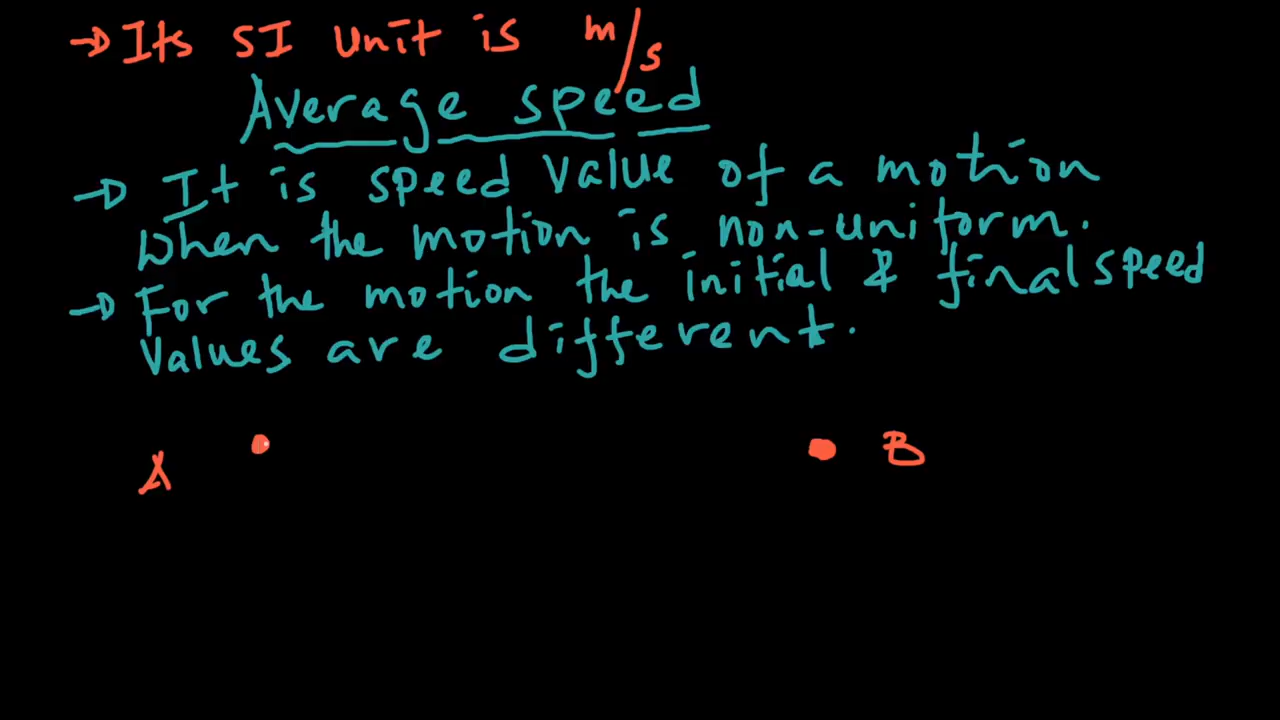 → Its SI unit is m/s
Average speed
→ It is speed value of a motion
when the motion is non-uniform.
→ For the motion the initial & final speed
values are different.
A B